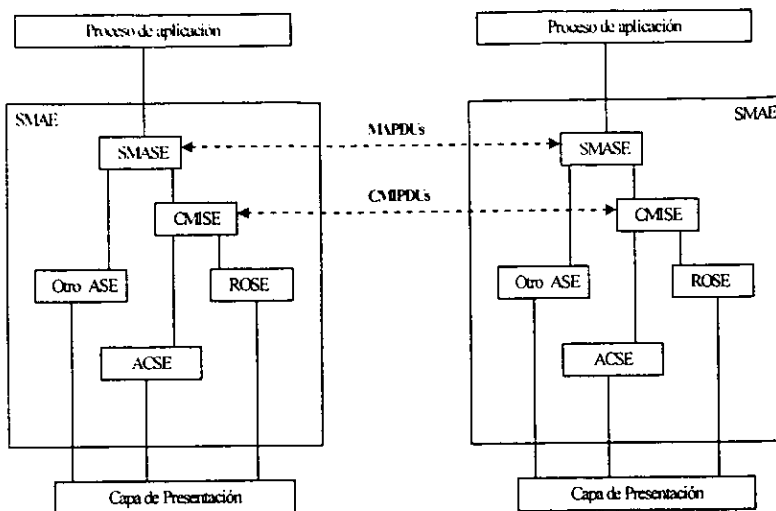 Proceso de aplicación
Proceso de aplicación
SMAE
SMAE
SMASE
MAPDUs
SMASE
CMISE
CMIPDUs
CMISE
Otro ASE
ROSE
Otro ASE
ROSE
ACSE
ACSE
Capa de Presentación
Capa de Presentación